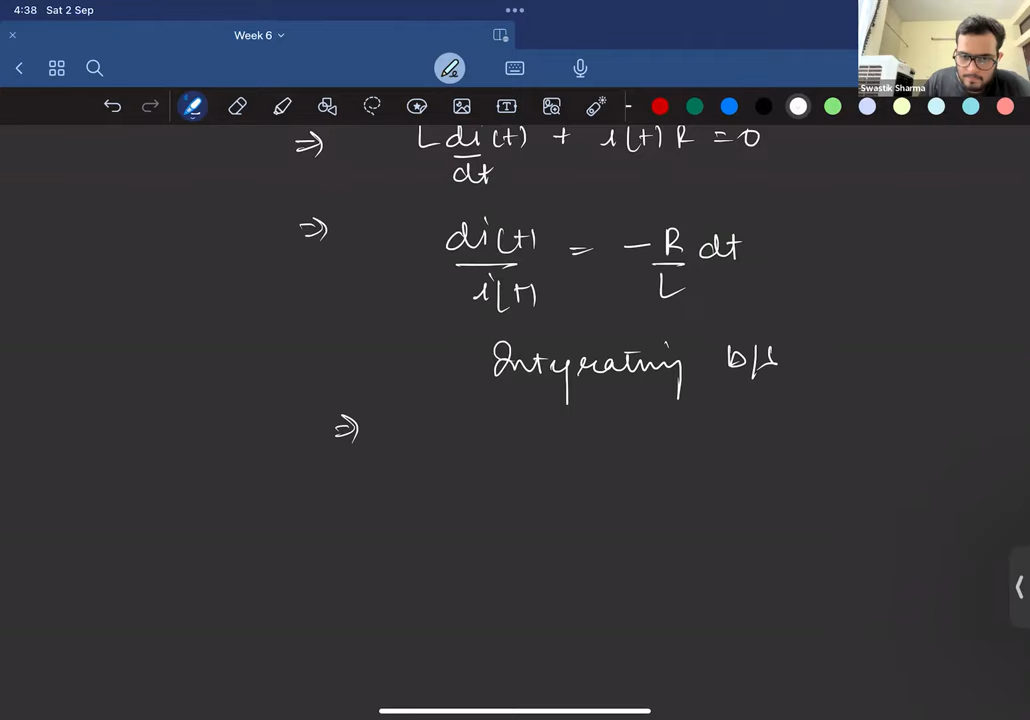 4:38 Sat 2 Sep
Week 6
Swastik Sharma
⇒ L di(t)/dt + i(t) R = 0
⇒ di(t)/i(t) = -R/L dt
Integrating b/s
⇒